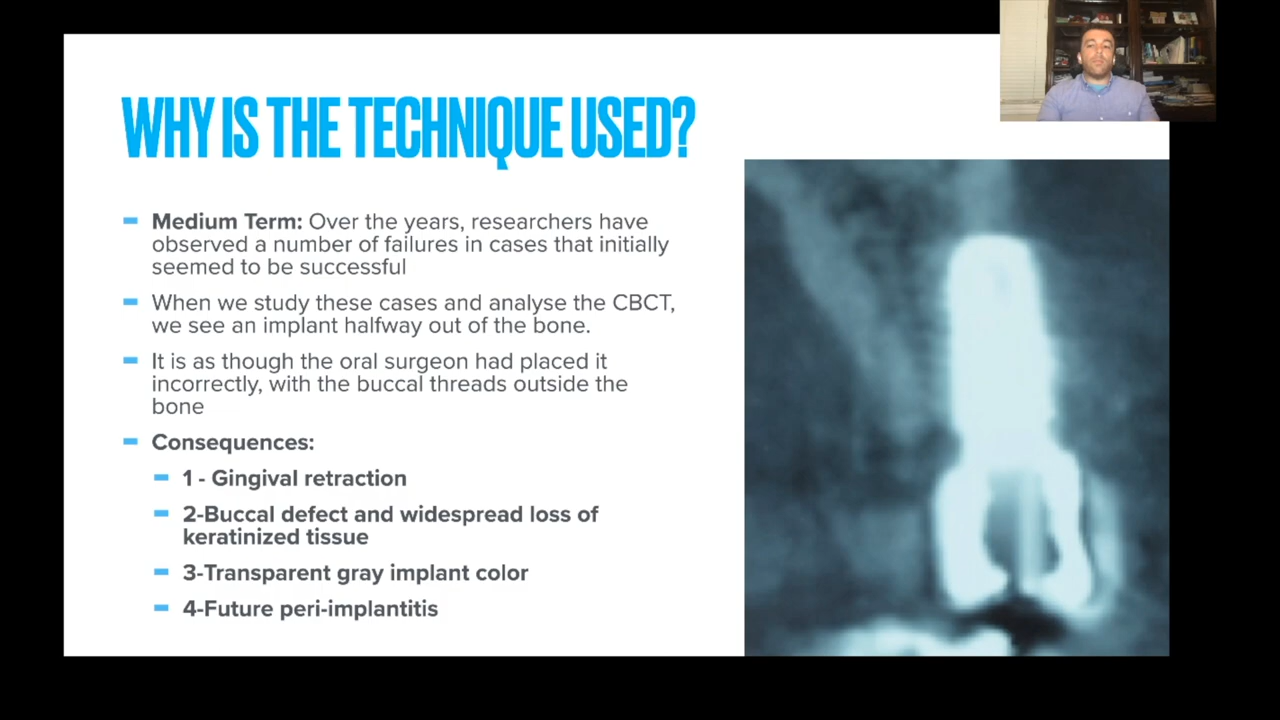 WHY IS THE TECHNIQUE USED?
Medium Term: Over the years, researchers have
observed a number of failures in cases that initially
seemed to be successful
When we study these cases and analyse the CBCT,
we see an implant halfway out of the bone.
It is as though the oral surgeon had placed it
incorrectly, with the buccal threads outside the
bone
Consequences:
1 - Gingival retraction
2-Buccal defect and widespread loss of
keratinized tissue
3-Transparent gray implant color
4-Future peri-implantitis